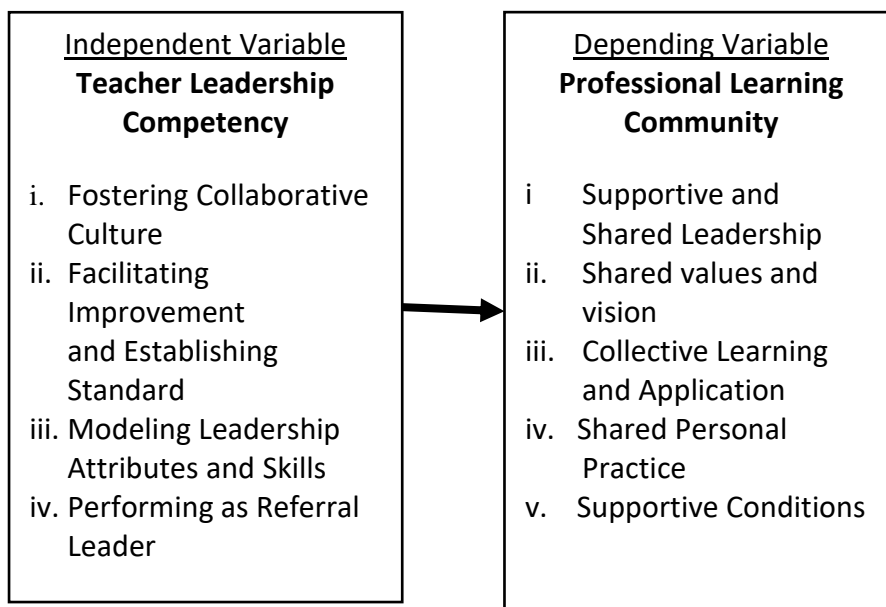 Independent Variable
Teacher Leadership
Competency
i. Fostering Collaborative
Culture
ii. Facilitating
Improvement
and Establishing
Standard
iii. Modeling Leadership
Attributes and Skills
iv. Performing as Referral
Leader
Depending Variable
Professional Learning
Community
i Supportive and
Shared Leadership
ii. Shared values and
vision
iii. Collective Learning
and Application
iv. Shared Personal
Practice
v. Supportive Conditions